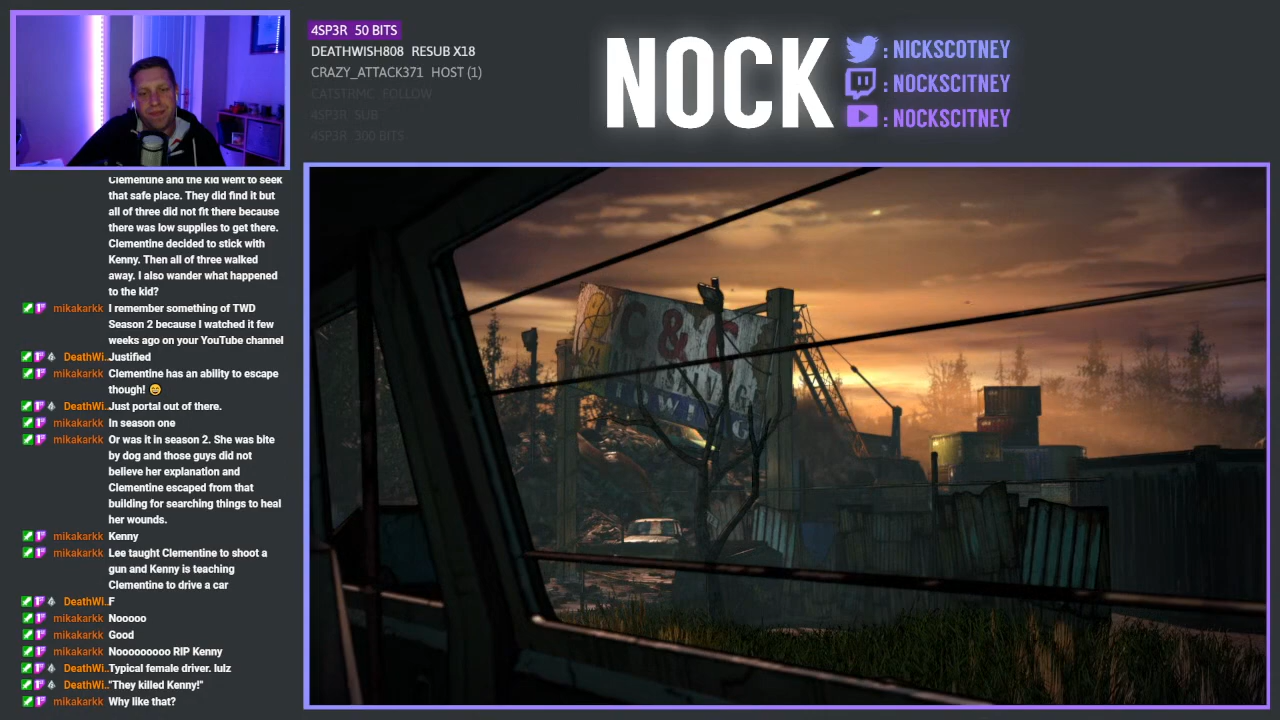 4SP3R 50 BITS
DEATHWISH808 RESUB X18
CRAZY_ATTACK371 HOST (1)
CATSTRMC FOLLOW
4SP3R SUB
4SP3R 300 BITS
NOCK
: NICKSCOTNEY
: NOCKSCITNEY
: NOCKSCITNEY
Clementine and the kid went to seek
that safe place. They did find it but
all of three did not fit there because
there was low supplies to get there.
Clementine decided to stick with
Kenny. Then all of three walked
away. I also wander what happened
to the kid?
mikakarkk I remember something of TWD
Season 2 because I watched it few
weeks ago on your YouTube channel
DeathWi.. Justified
mikakarkk Clementine has an ability to escape
though! 😄
DeathWi.. Just portal out of there.
mikakarkk In season one
mikakarkk Or was it in season 2. She was bite
by dog and those guys did not
believe her explanation and
Clementine escaped from that
building for searching things to heal
her wounds.
mikakarkk Kenny
mikakarkk Lee taught Clementine to shoot a
gun and Kenny is teaching
Clementine to drive a car
DeathWi.. F
mikakarkk Nooooo
mikakarkk Good
mikakarkk Nooooooooo RIP Kenny
DeathWi.. Typical female driver. lulz
DeathWi.. "They killed Kenny!"
mikakarkk Why like that?
C & C